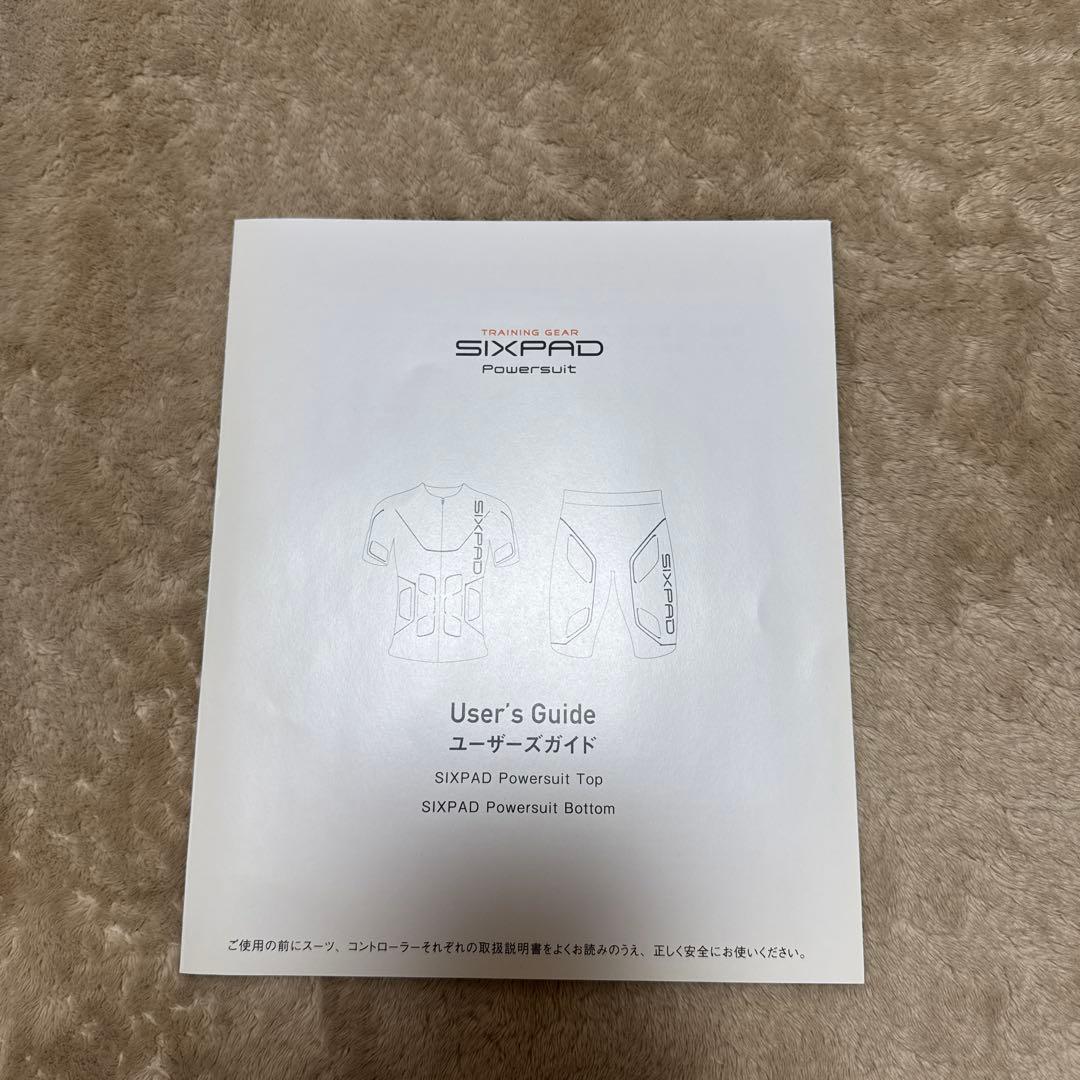 TRAINING GEAR
SIXPAD
Powersuit
SIXPAD
SIXPAD
User's Guide
ユーザーズガイド
SIXPAD Powersuit Top
SIXPAD Powersuit Bottom
ご使用の前にスーツ、コントローラーそれぞれの取扱説明書をよくお読みのうえ、正しく安全にお使いください。